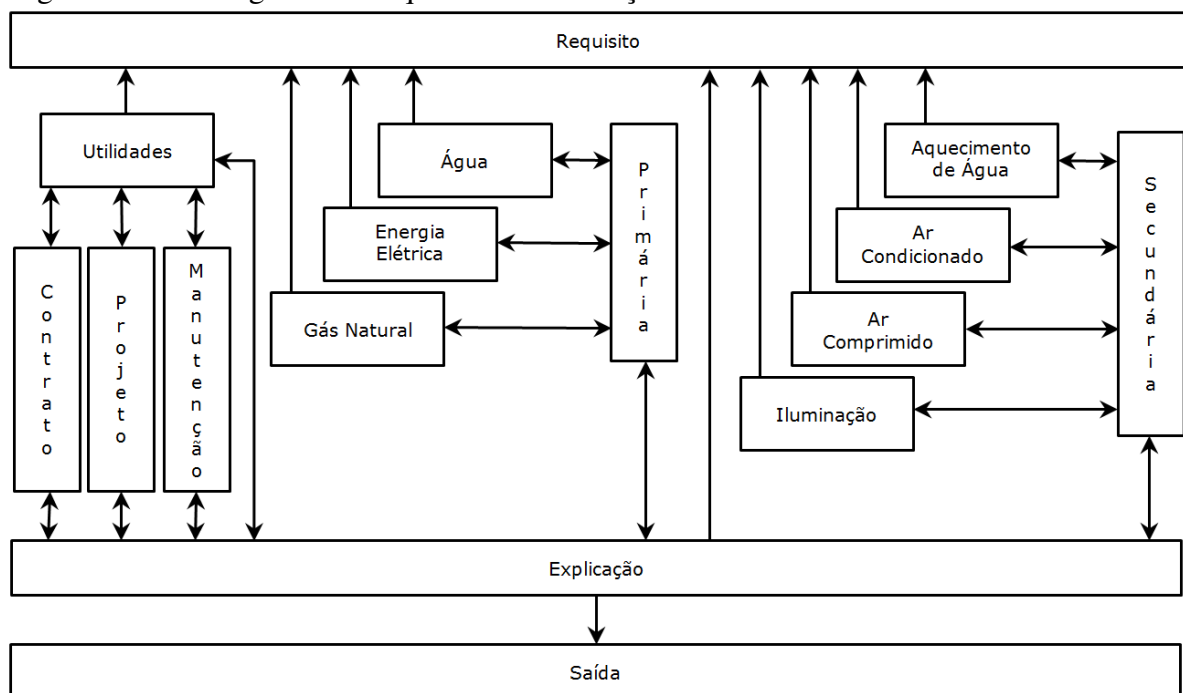 Requisito
Utilidades
Água
Primária
Aquecimento
de Água
Secundária
Energia
Elétrica
Ar
Condicionado
Contrato
Projeto
Manutenção
Gás Natural
Ar
Comprimido
Iluminação
Explicação
Saída